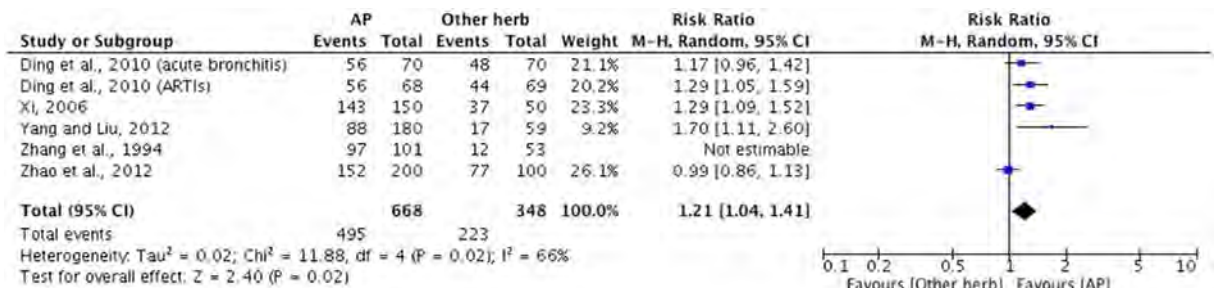 AP Other herb Risk Ratio Risk Ratio
Study or Subgroup Events Total Events Total Weight M-H, Random, 95% CI M-H, Random, 95% CI
Ding et al., 2010 (acute bronchitis) 56 70 48 70 21.1% 1.17 [0.96, 1.42]
Ding et al., 2010 (ARTIs) 56 68 44 69 20.2% 1.29 [1.05, 1.59]
Xi, 2006 143 150 37 50 23.3% 1.29 [1.09, 1.52]
Yang and Liu, 2012 88 180 17 59 9.2% 1.70 [1.11, 2.60]
Zhang et al., 1994 97 101 12 53 Not estimable
Zhao et al., 2012 152 200 77 100 26.1% 0.99 [0.86, 1.13]
Total (95% CI) 668 348 100.0% 1.21 [1.04, 1.41]
Total events 495 223
Heterogeneity: Tau² = 0.02; Chi² = 11.88, df = 4 (P = 0.02); I² = 66%
Test for overall effect: Z = 2.40 (P = 0.02)
0.1 0.2 0.5 1 2 5 10
Favours [Other herb] Favours [AP]